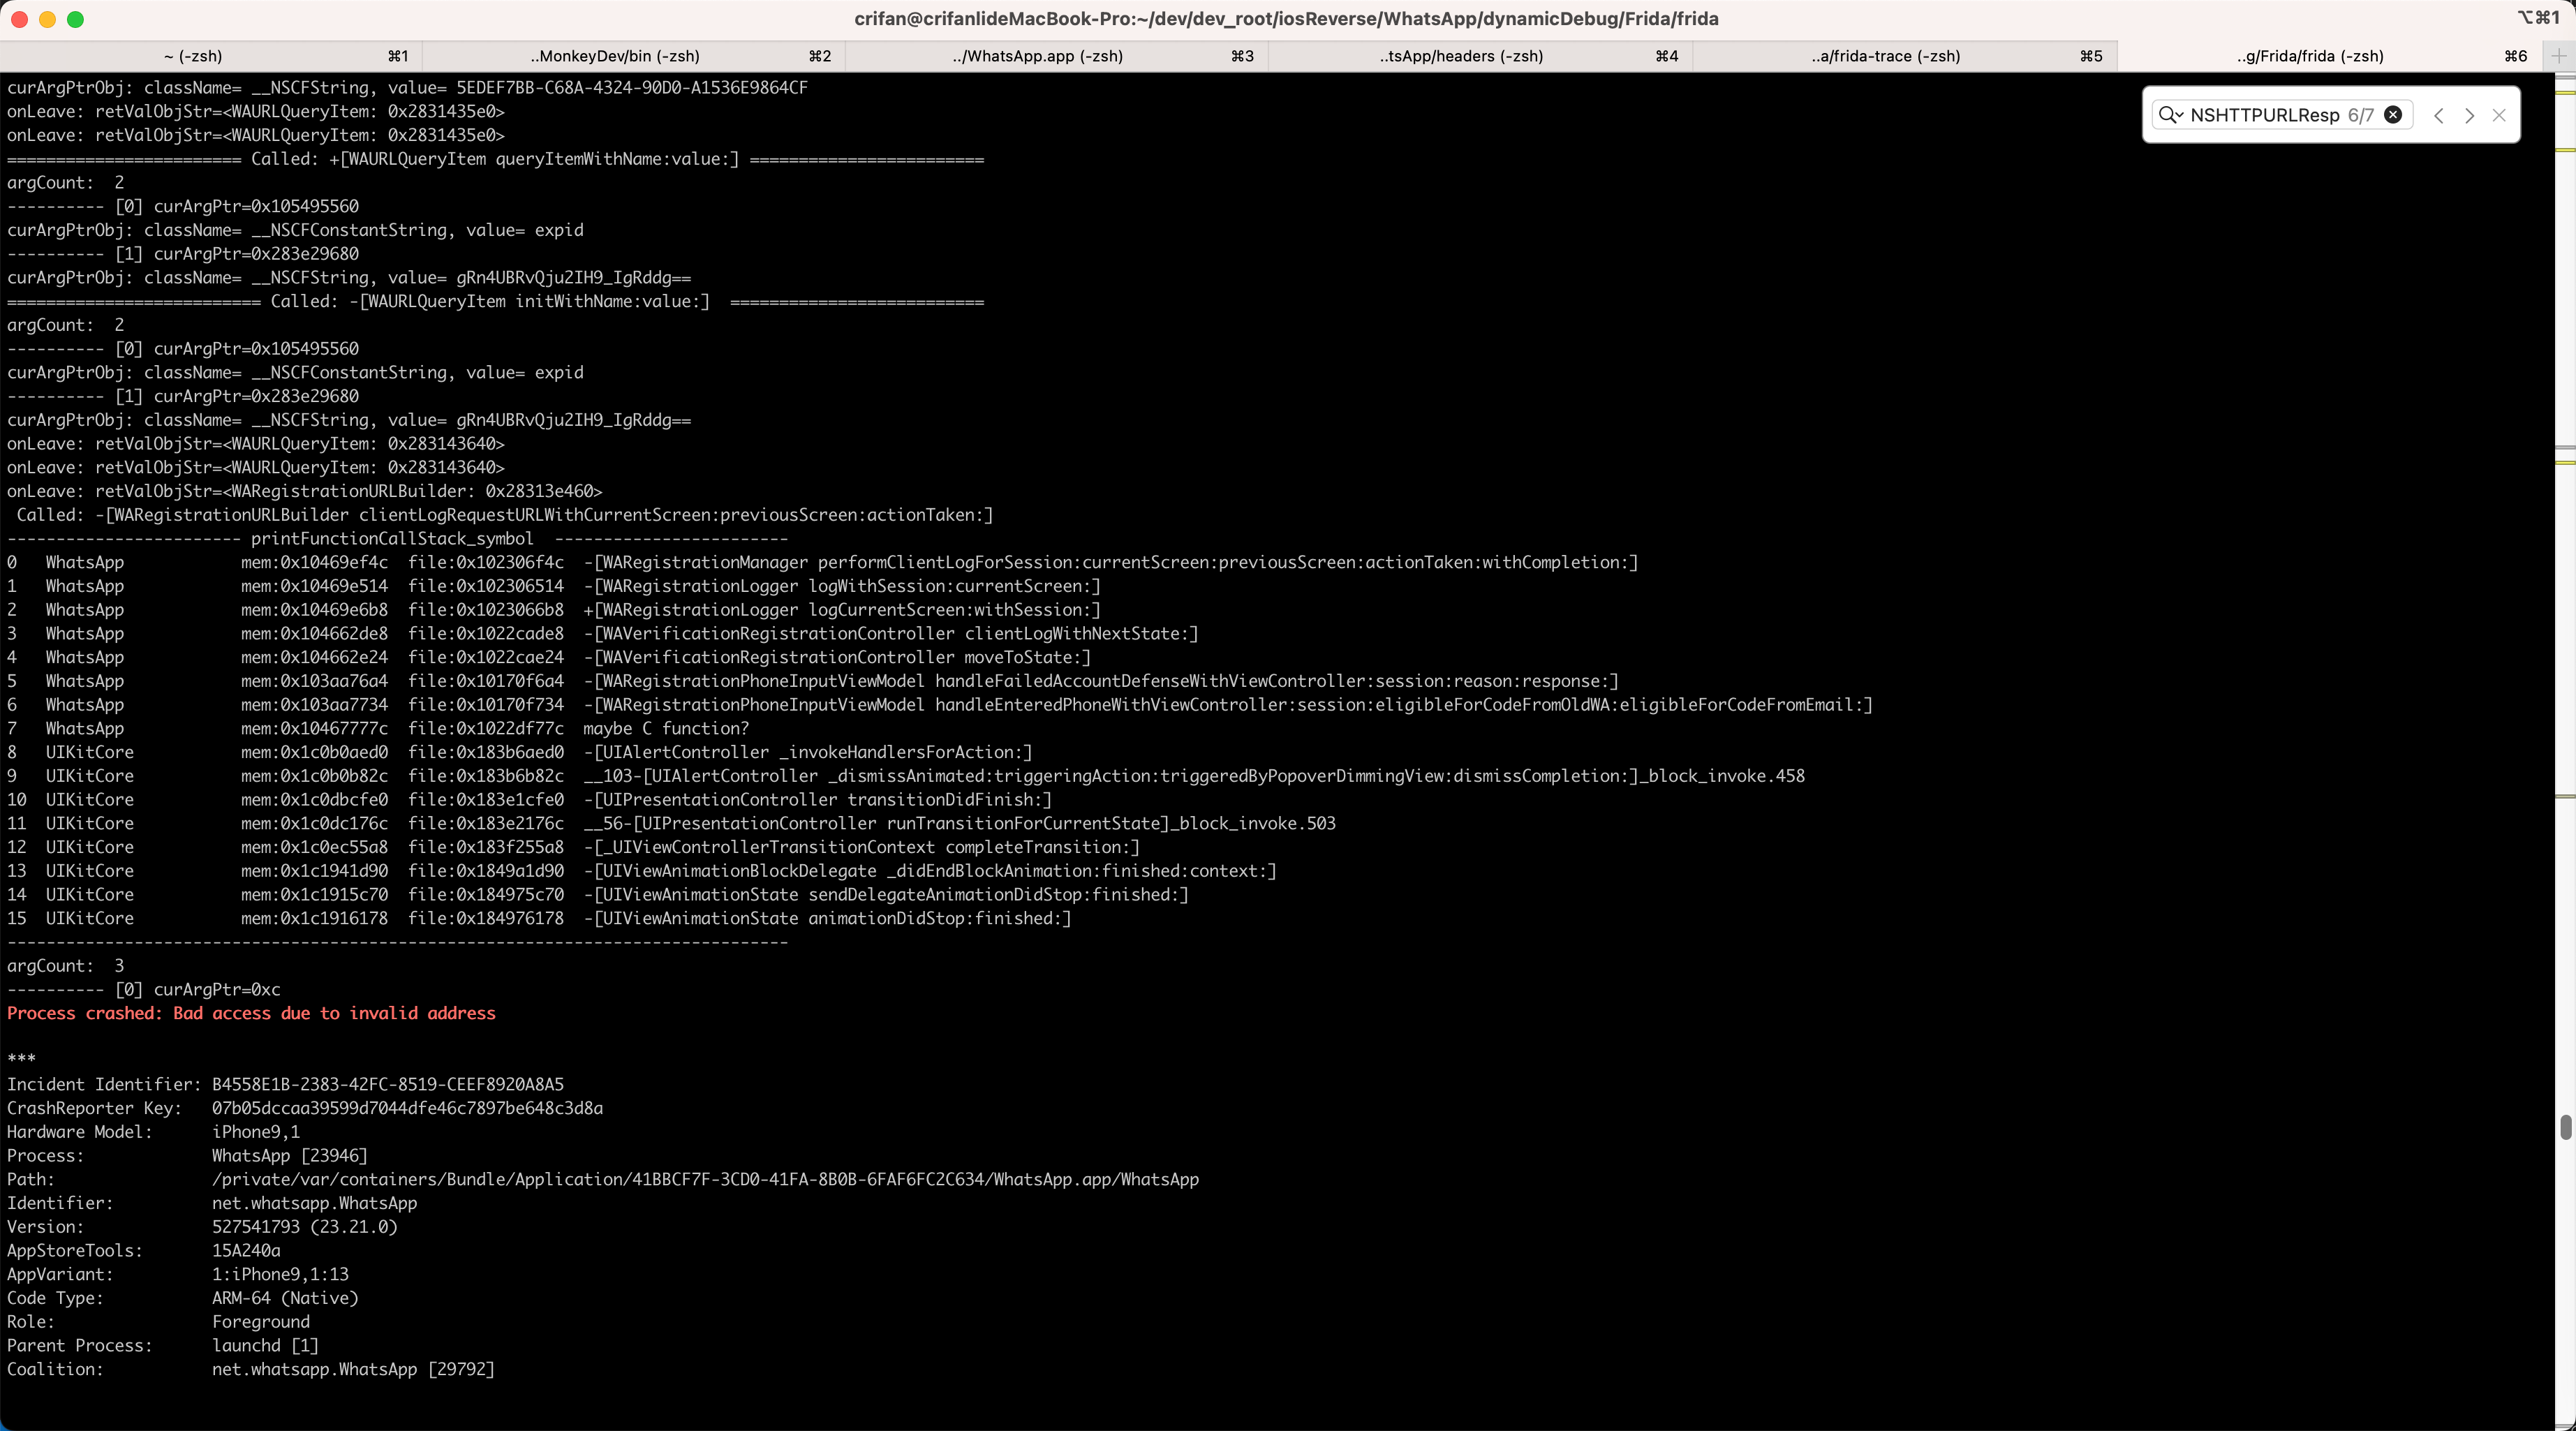 crifan@crifanlideMacBook-Pro:~/dev/dev_root/iosReverse/WhatsApp/dynamicDebug/Frida/frida ⌥⌘1
~ (-zsh) ⌘1 ..MonkeyDev/bin (-zsh) ⌘2 ../WhatsApp.app (-zsh) ⌘3 ..tsApp/headers (-zsh) ⌘4 ..a/frida-trace (-zsh) ⌘5 ..g/Frida/frida (-zsh) ⌘6
NSHTTPURLResp 6/7
curArgPtrObj: className= __NSCFString, value= 5EDEF7BB-C68A-4324-90D0-A1536E9864CF
onLeave: retValObjStr=<WAURLQueryItem: 0x2831435e0>
onLeave: retValObjStr=<WAURLQueryItem: 0x2831435e0>
======================== Called: +[WAURLQueryItem queryItemWithName:value:] ========================
argCount:  2
---------- [0] curArgPtr=0x105495560
curArgPtrObj: className= __NSCFConstantString, value= expid
---------- [1] curArgPtr=0x283e29680
curArgPtrObj: className= __NSCFString, value= gRn4UBRvQju2IH9_IgRddg==
========================== Called: -[WAURLQueryItem initWithName:value:]  ==========================
argCount:  2
---------- [0] curArgPtr=0x105495560
curArgPtrObj: className= __NSCFConstantString, value= expid
---------- [1] curArgPtr=0x283e29680
curArgPtrObj: className= __NSCFString, value= gRn4UBRvQju2IH9_IgRddg==
onLeave: retValObjStr=<WAURLQueryItem: 0x283143640>
onLeave: retValObjStr=<WAURLQueryItem: 0x283143640>
onLeave: retValObjStr=<WARegistrationURLBuilder: 0x28313e460>
 Called: -[WARegistrationURLBuilder clientLogRequestURLWithCurrentScreen:previousScreen:actionTaken:]
------------------------ printFunctionCallStack_symbol  ------------------------
0   WhatsApp            mem:0x10469ef4c  file:0x102306f4c  -[WARegistrationManager performClientLogForSession:currentScreen:previousScreen:actionTaken:withCompletion:]
1   WhatsApp            mem:0x10469e514  file:0x102306514  -[WARegistrationLogger logWithSession:currentScreen:]
2   WhatsApp            mem:0x10469e6b8  file:0x1023066b8  +[WARegistrationLogger logCurrentScreen:withSession:]
3   WhatsApp            mem:0x104662de8  file:0x1022cade8  -[WAVerificationRegistrationController clientLogWithNextState:]
4   WhatsApp            mem:0x104662e24  file:0x1022cae24  -[WAVerificationRegistrationController moveToState:]
5   WhatsApp            mem:0x103aa76a4  file:0x10170f6a4  -[WARegistrationPhoneInputViewModel handleFailedAccountDefenseWithViewController:session:reason:response:]
6   WhatsApp            mem:0x103aa7734  file:0x10170f734  -[WARegistrationPhoneInputViewModel handleEnteredPhoneWithViewController:session:eligibleForCodeFromOldWA:eligibleForCodeFromEmail:]
7   WhatsApp            mem:0x10467777c  file:0x1022df77c  maybe C function?
8   UIKitCore           mem:0x1c0b0aed0  file:0x183b6aed0  -[UIAlertController _invokeHandlersForAction:]
9   UIKitCore           mem:0x1c0b0b82c  file:0x183b6b82c  __103-[UIAlertController _dismissAnimated:triggeringAction:triggeredByPopoverDimmingView:dismissCompletion:]_block_invoke.458
10  UIKitCore           mem:0x1c0dbcfe0  file:0x183e1cfe0  -[UIPresentationController transitionDidFinish:]
11  UIKitCore           mem:0x1c0dc176c  file:0x183e2176c  __56-[UIPresentationController runTransitionForCurrentState]_block_invoke.503
12  UIKitCore           mem:0x1c0ec55a8  file:0x183f255a8  -[_UIViewControllerTransitionContext completeTransition:]
13  UIKitCore           mem:0x1c1941d90  file:0x1849a1d90  -[UIViewAnimationBlockDelegate _didEndBlockAnimation:finished:context:]
14  UIKitCore           mem:0x1c1915c70  file:0x184975c70  -[UIViewAnimationState sendDelegateAnimationDidStop:finished:]
15  UIKitCore           mem:0x1c1916178  file:0x184976178  -[UIViewAnimationState animationDidStop:finished:]
--------------------------------------------------------------------------------
argCount:  3
---------- [0] curArgPtr=0xc
Process crashed: Bad access due to invalid address
***
Incident Identifier: B4558E1B-2383-42FC-8519-CEEF8920A8A5
CrashReporter Key:   07b05dccaa39599d7044dfe46c7897be648c3d8a
Hardware Model:      iPhone9,1
Process:             WhatsApp [23946]
Path:                /private/var/containers/Bundle/Application/41BBCF7F-3CD0-41FA-8B0B-6FAF6FC2C634/WhatsApp.app/WhatsApp
Identifier:          net.whatsapp.WhatsApp
Version:             527541793 (23.21.0)
AppStoreTools:       15A240a
AppVariant:          1:iPhone9,1:13
Code Type:           ARM-64 (Native)
Role:                Foreground
Parent Process:      launchd [1]
Coalition:           net.whatsapp.WhatsApp [29792]